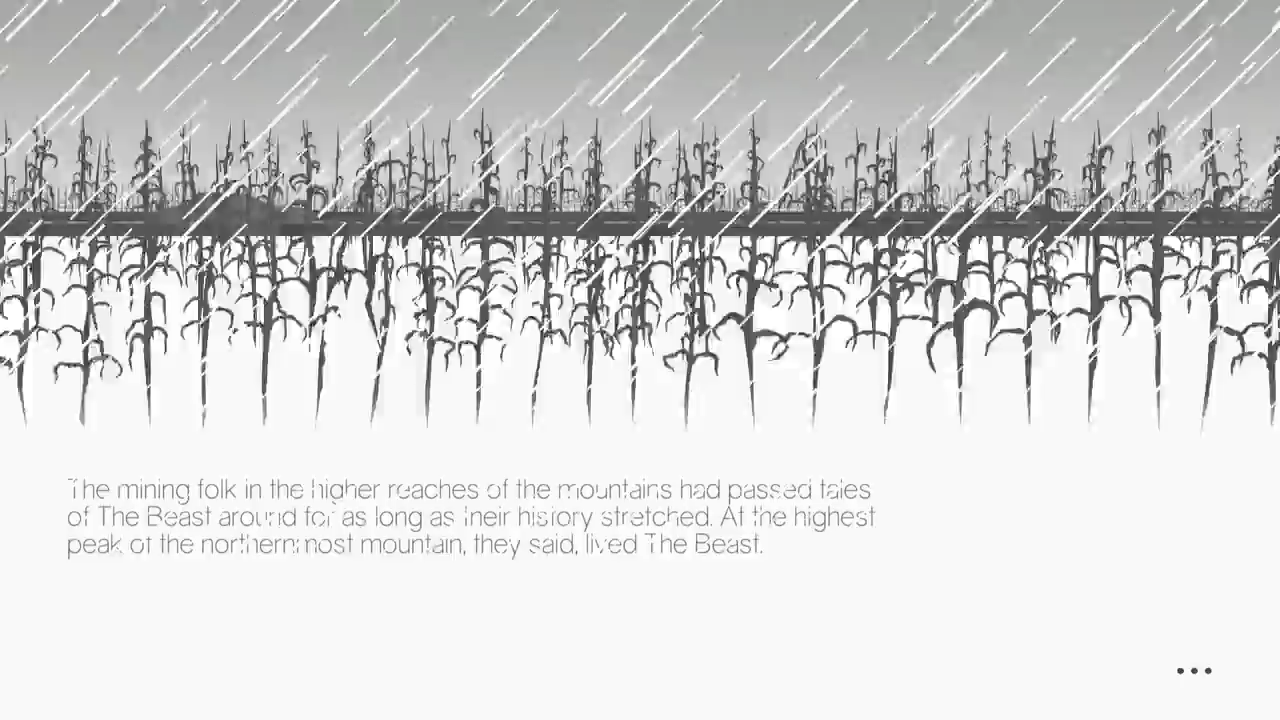 The mining folk in the higher reaches of the mountains had passed tales
of The Beast around for as long as their history stretched. At the highest
peak of the northernmost mountain, they said, lived The Beast.